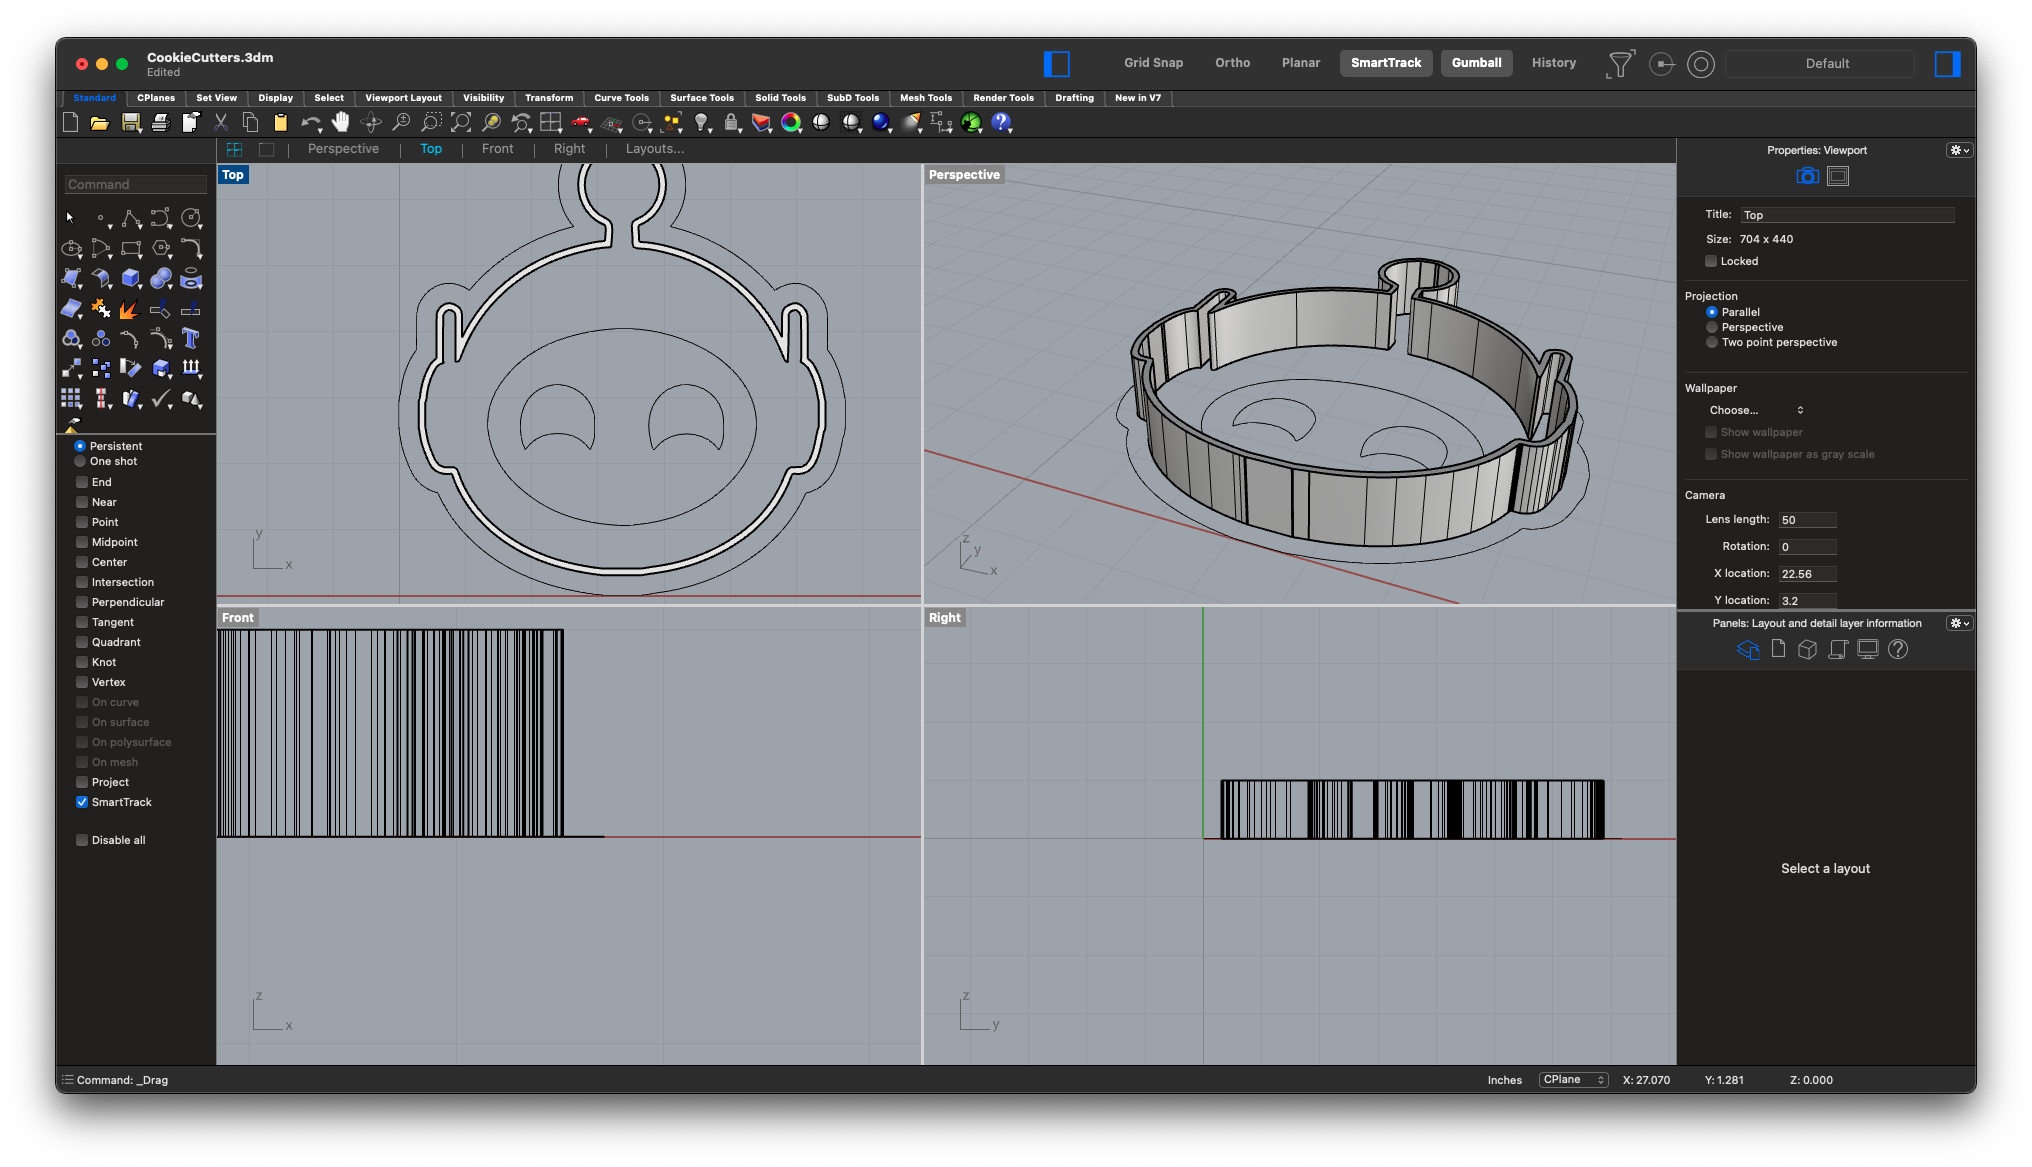 CookieCutters.3dm
Edited
Grid Snap Ortho Planar SmartTrack Gumball History Default
Standard CPlanes Set View Display Select Viewport Layout Visibility Transform Curve Tools Surface Tools Solid Tools SubD Tools Mesh Tools Render Tools Drafting New in V7
Perspective Top Front Right Layouts...
Command
Persistent
One shot
End
Near
Point
Midpoint
Center
Intersection
Perpendicular
Tangent
Quadrant
Knot
Vertex
On curve
On surface
On polysurface
On mesh
Project
SmartTrack
Disable all
Top
y
x
Perspective
z
y
x
Front
z
x
Right
z
y
Properties: Viewport
Title: Top
Size: 704 x 440
Locked
Projection
Parallel
Perspective
Two point perspective
Wallpaper
Choose...
Show wallpaper
Show wallpaper as gray scale
Camera
Lens length: 50
Rotation: 0
X location: 22.56
Y location: 3.2
Panels: Layout and detail layer information
Select a layout
Command: _Drag
Inches CPlane X: 27.070 Y: 1.281 Z: 0.000